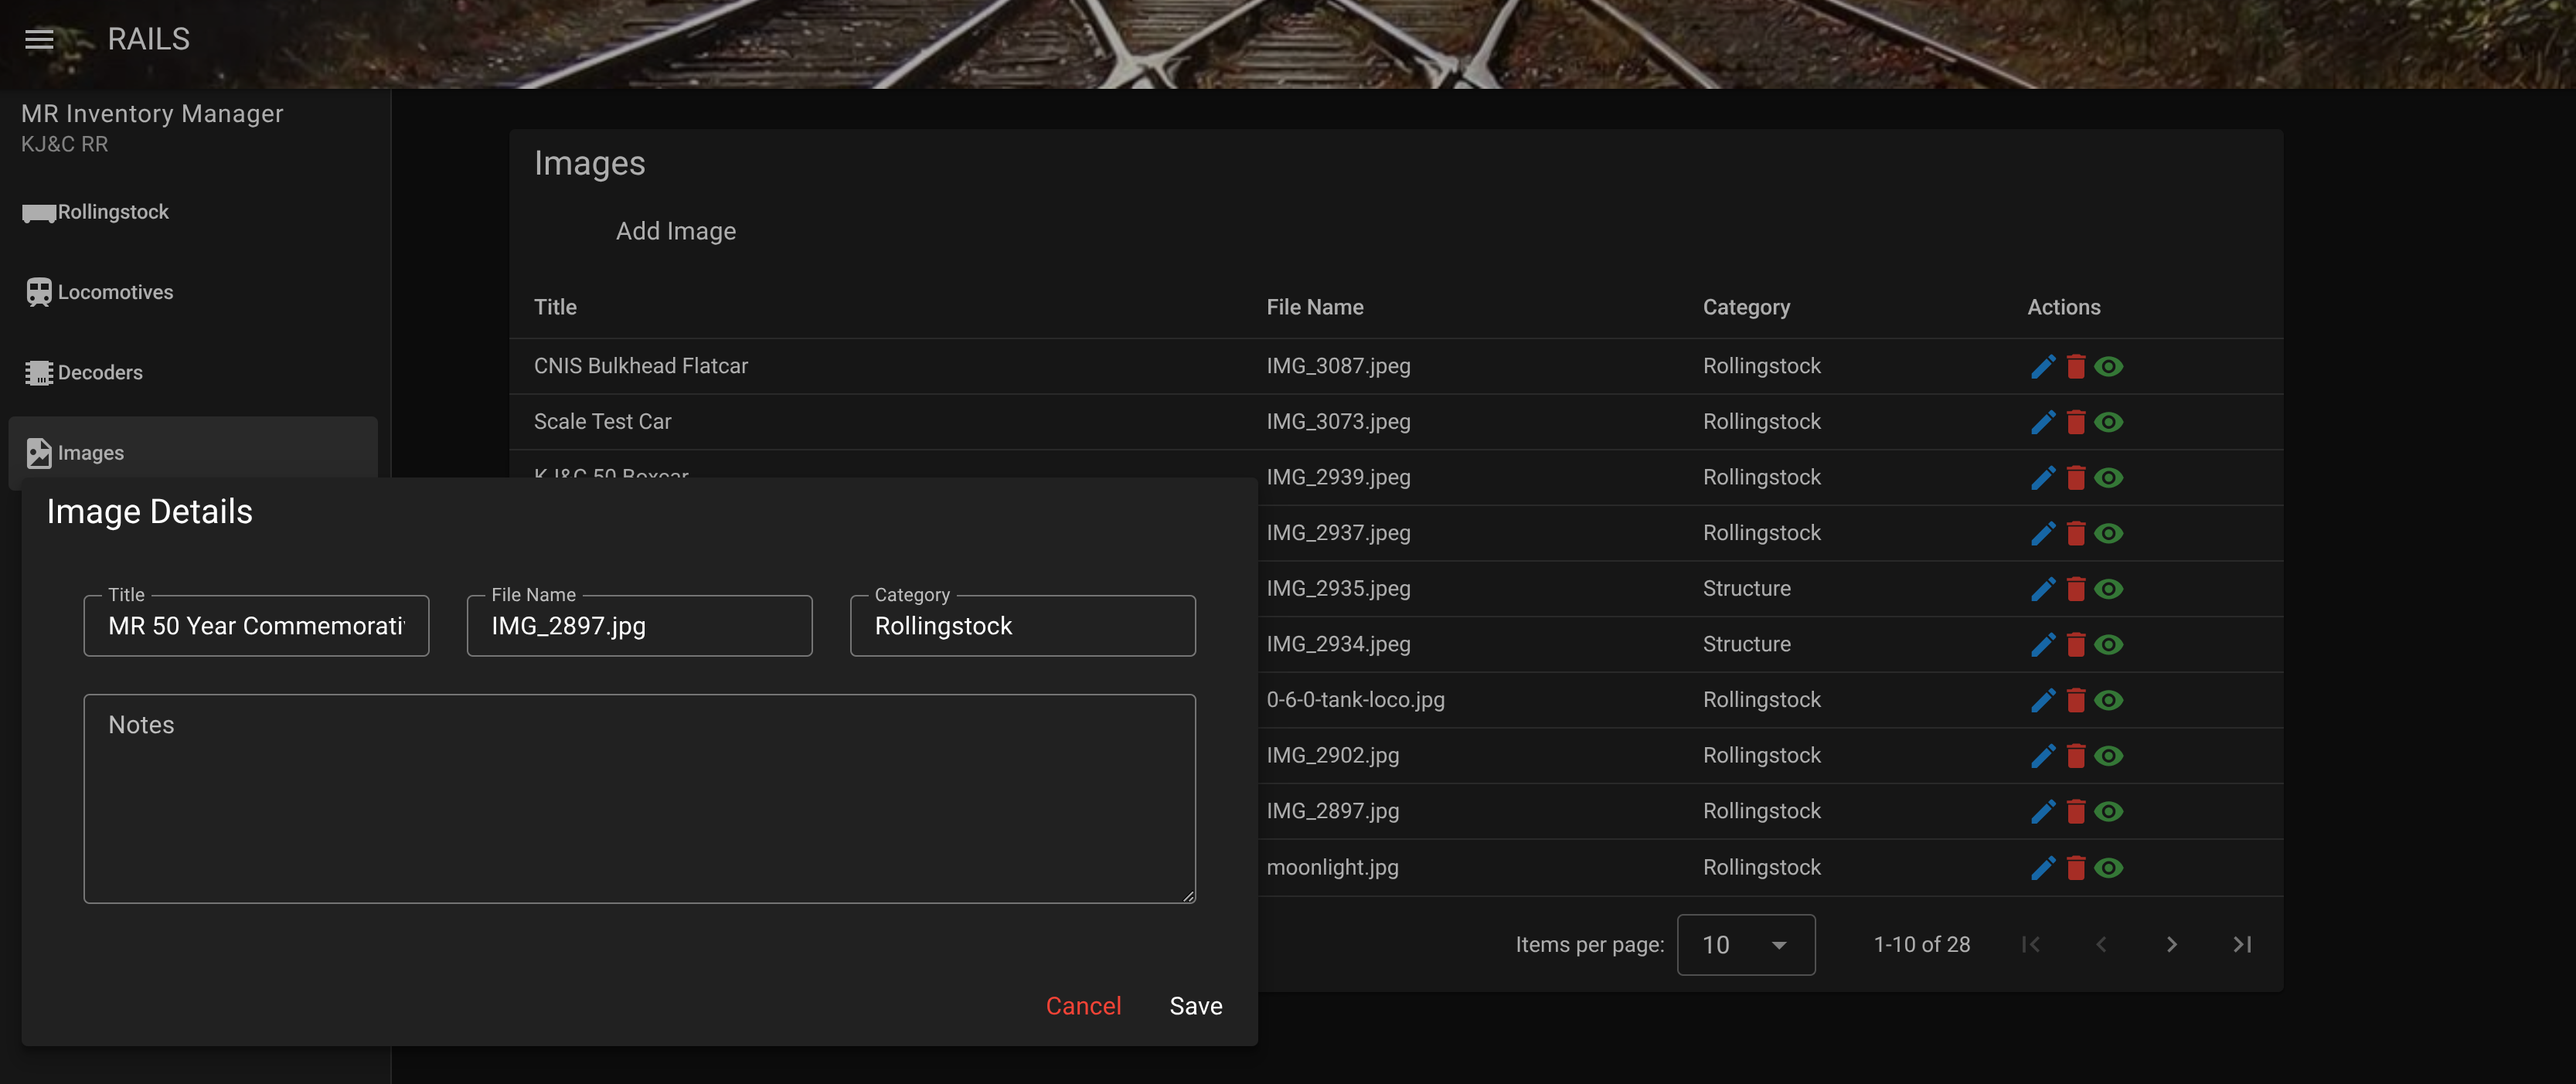 RAILS
MR Inventory Manager
KJ&C RR
Rollingstock
Locomotives
Decoders
Images
Images
Add Image
Title File Name Category Actions
CNIS Bulkhead Flatcar IMG_3087.jpeg Rollingstock
Scale Test Car IMG_3073.jpeg Rollingstock
KJ&C 50 Boxcar IMG_2939.jpeg Rollingstock
IMG_2937.jpeg Rollingstock
IMG_2935.jpeg Structure
IMG_2934.jpeg Structure
0-6-0-tank-loco.jpg Rollingstock
IMG_2902.jpg Rollingstock
IMG_2897.jpg Rollingstock
moonlight.jpg Rollingstock
Items per page: 10 1-10 of 28
Image Details
Title File Name Category
MR 50 Year Commemorati IMG_2897.jpg Rollingstock
Notes
Cancel Save